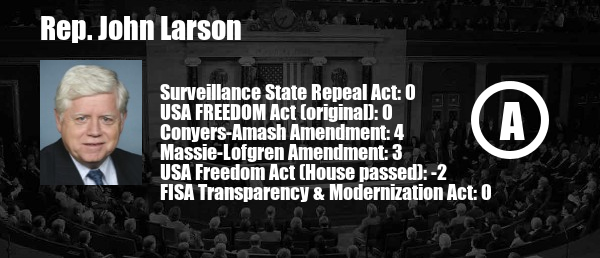 Rep. John Larson
Surveillance State Repeal Act: 0
USA FREEDOM Act (original): 0
Conyers-Amash Amendment: 4
Massie-Lofgren Amendment: 3
USA Freedom Act (House passed): -2
FISA Transparency & Modernization Act: 0
A